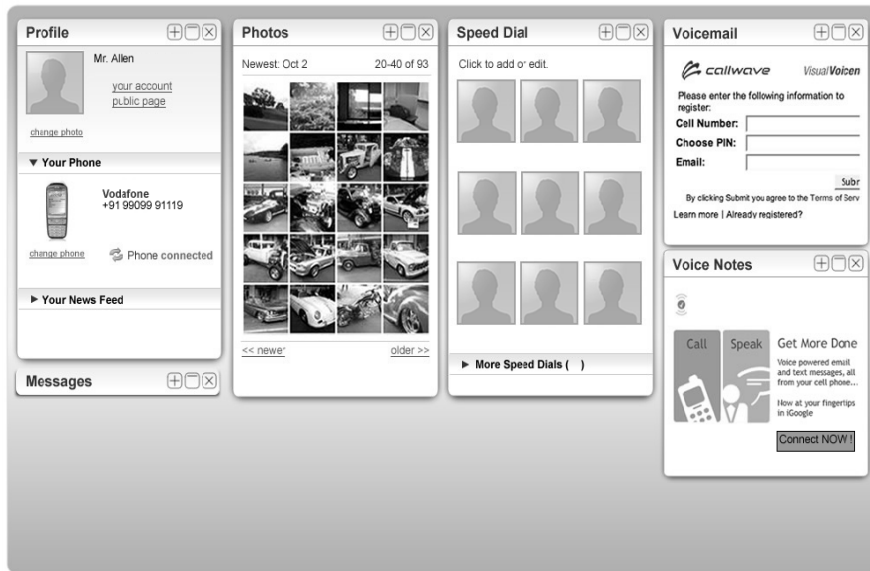 Profile
Mr. Allen
your account
public page
change photo
Your Phone
Vodafone
+91 99099 91119
change phone
Phone connected
Your News Feed
Messages
Photos
Newest: Oct 2
20-40 of 93
<< newer
older >>
Speed Dial
Click to add or edit.
More Speed Dials ( )
Voicemail
callwave VisualVoicen
Please enter the following information to
register:
Cell Number:
Choose PIN:
Email:
Subr
By clicking Submit you agree to the Terms of Serv
Learn more | Already registered?
Voice Notes
Call
Speak
Get More Done
Voice powered email
and text messages, all
from your cell phone...
Now at your fingertips
in iGoogle
Connect NOW !